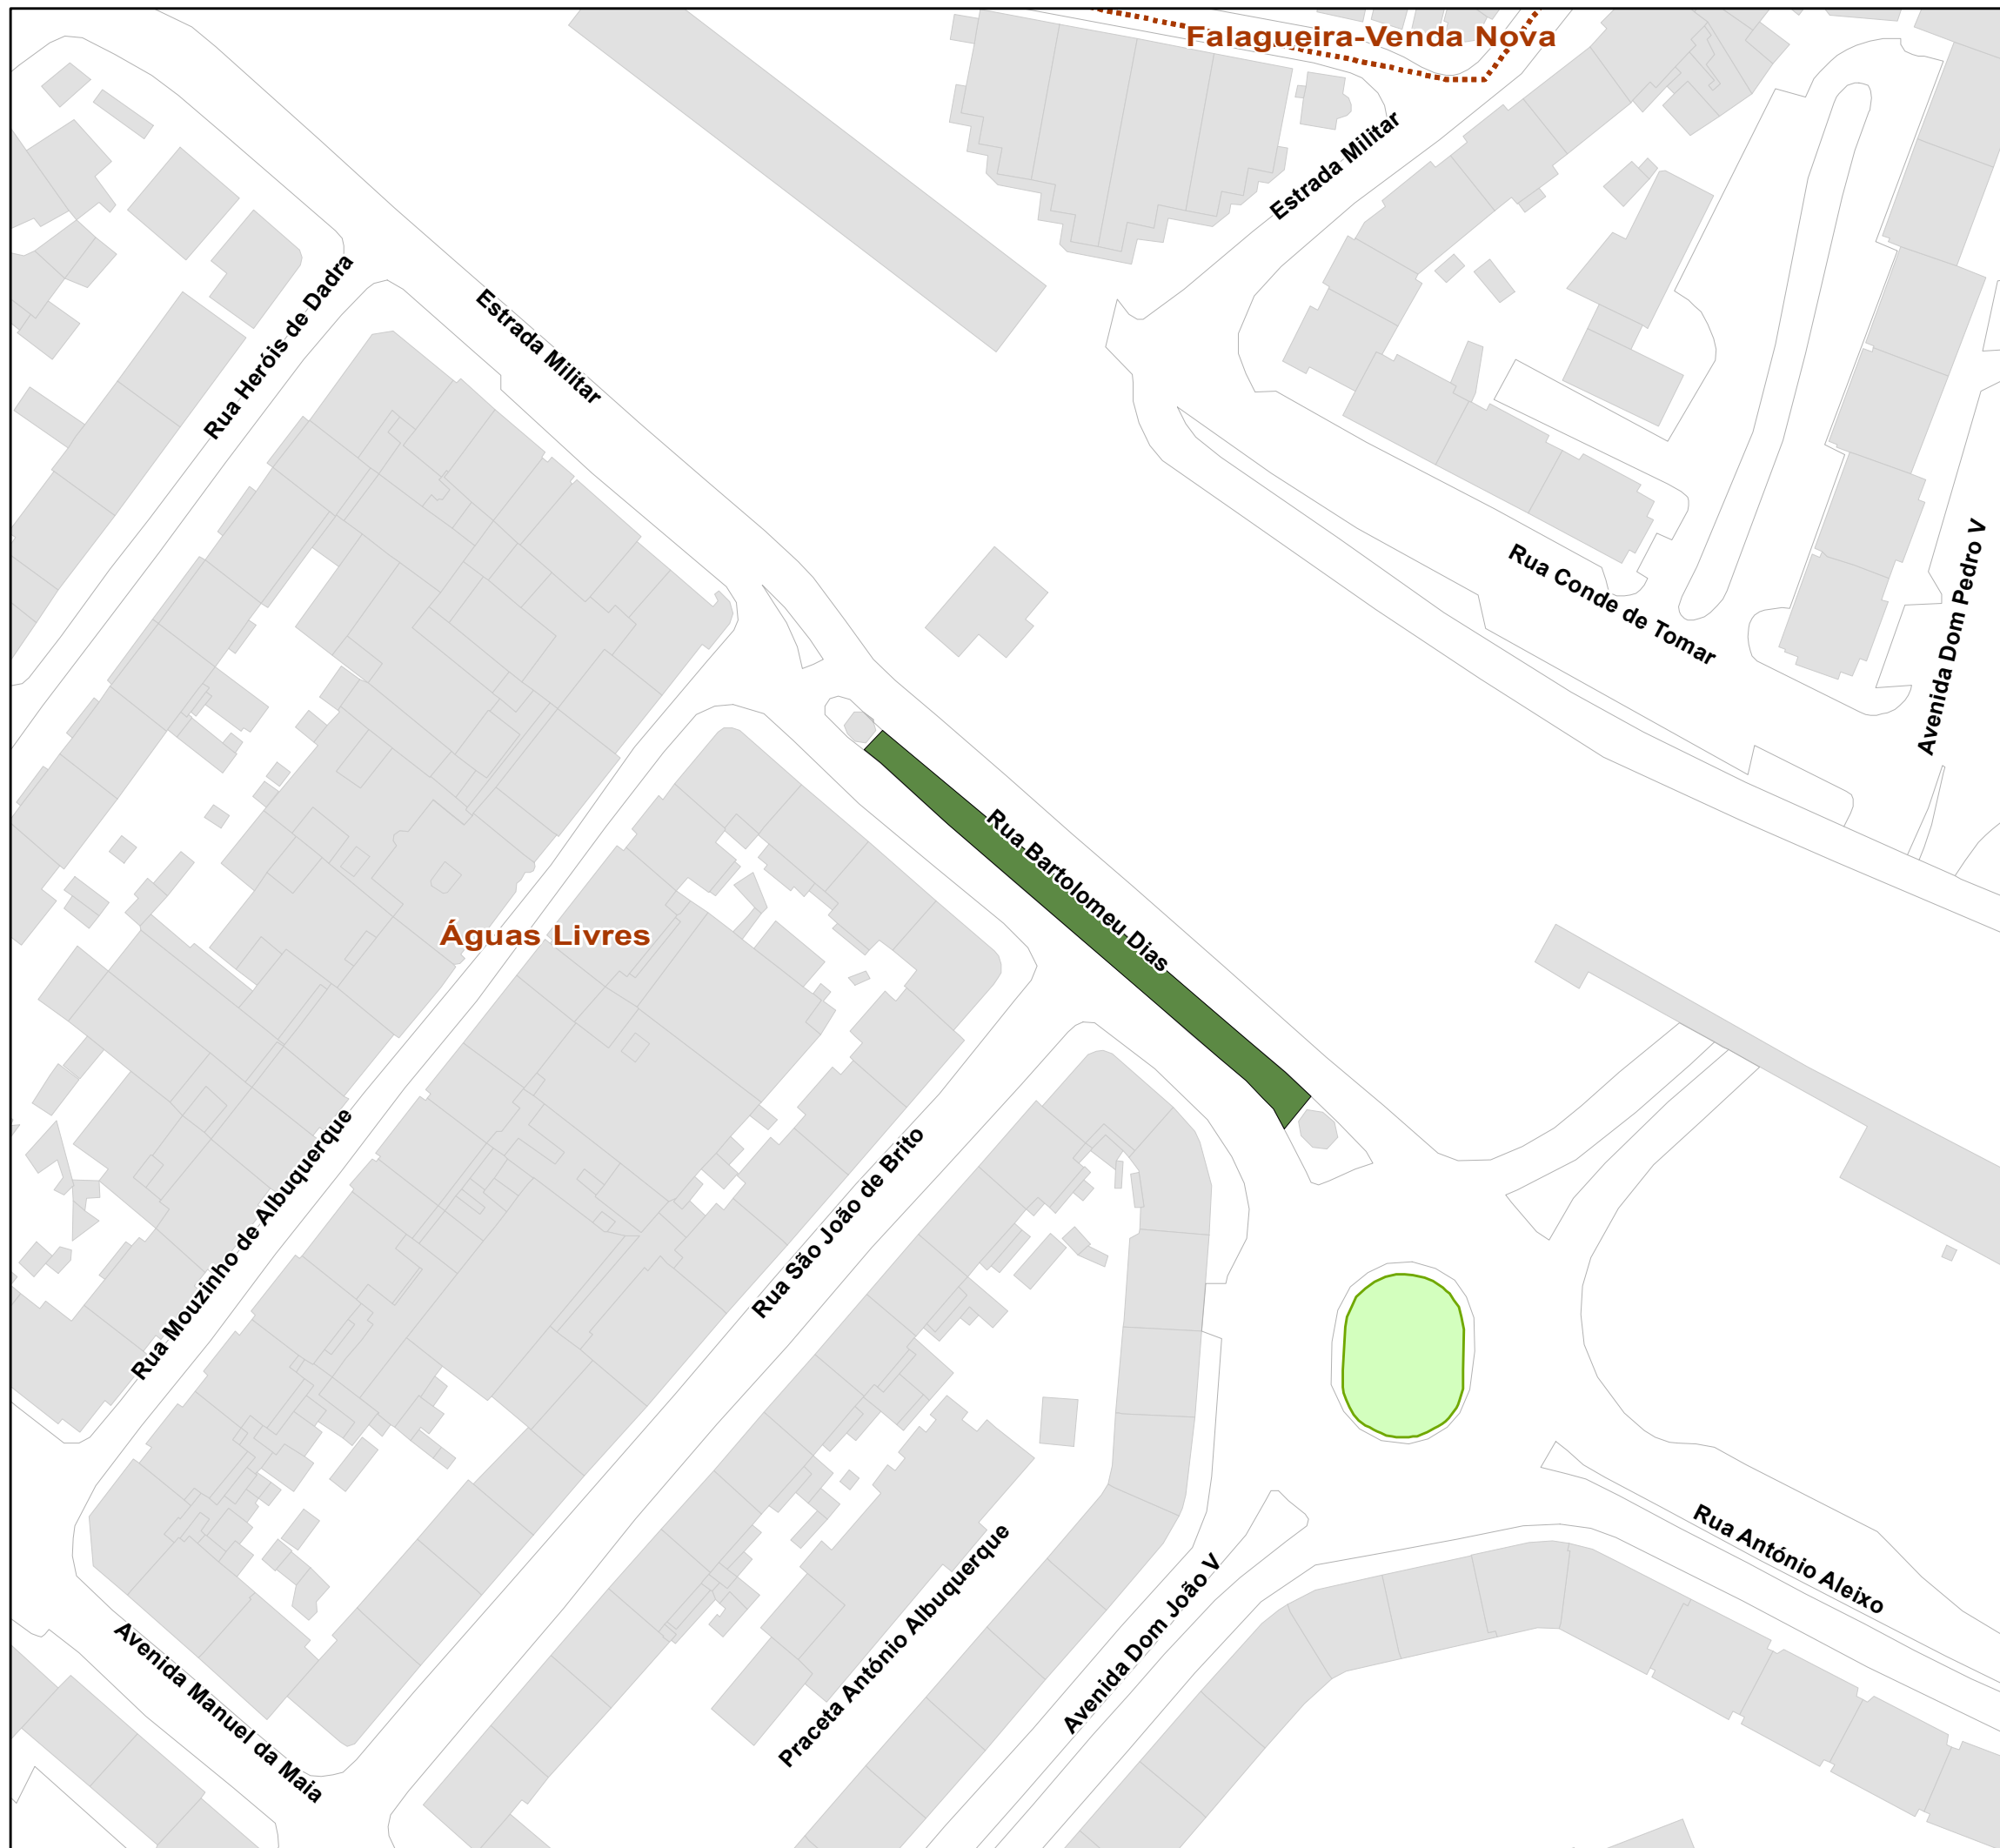 Falagueira-Venda Nova
Estrada Militar
Rua Heróis de Dadra
Estrada Militar
Rua Conde de Tomar
Avenida Dom Pedro V
Rua Bartolomeu Dias
Águas Livres
Rua Mouzinho de Albuquerque
Rua São João de Brito
Rua António Aleixo
Praceta António Albuquerque
Avenida Dom João V
Avenida Manuel da Maia